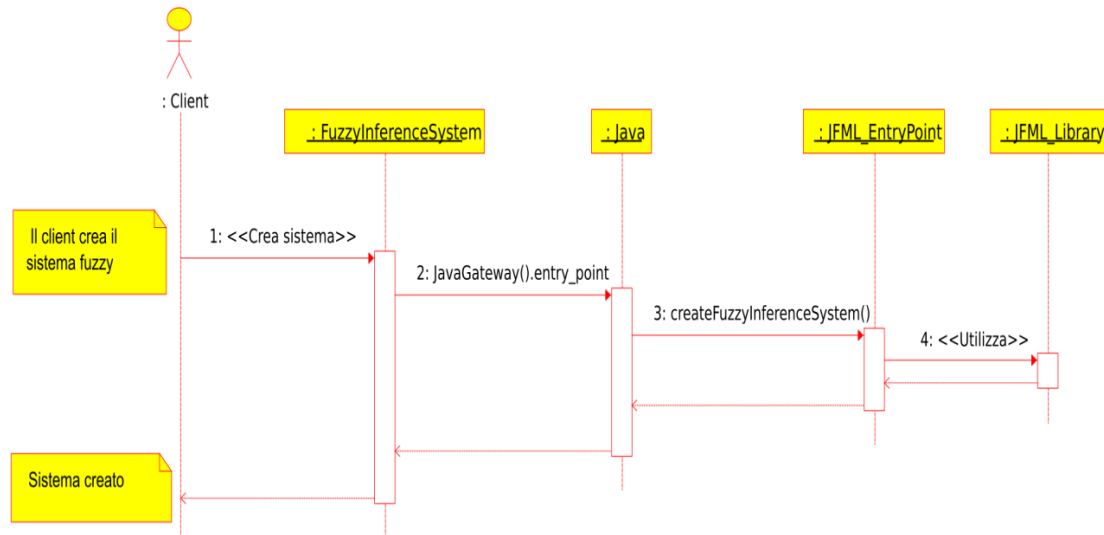 : Client
: FuzzyInferenceSystem
: Java
: JFML_EntryPoint
: JFML_Library
Il client crea il
sistema fuzzy
1: <<Crea sistema>>
2: JavaGateway().entry_point
3: createFuzzyInferenceSystem()
4: <<Utilizza>>
Sistema creato